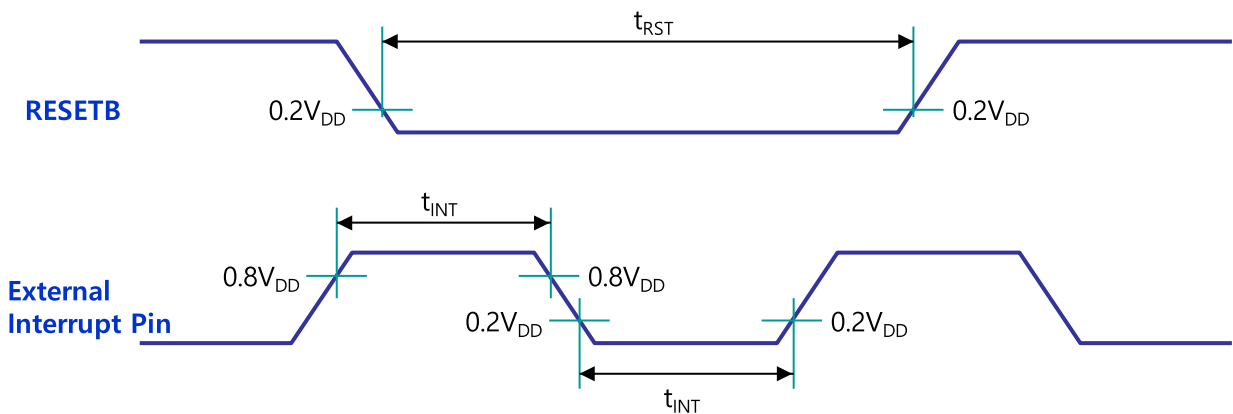 tRST
RESETB
0.2VDD
0.2VDD
tINT
0.8VDD
0.8VDD
External
Interrupt Pin
0.2VDD
0.2VDD
tINT